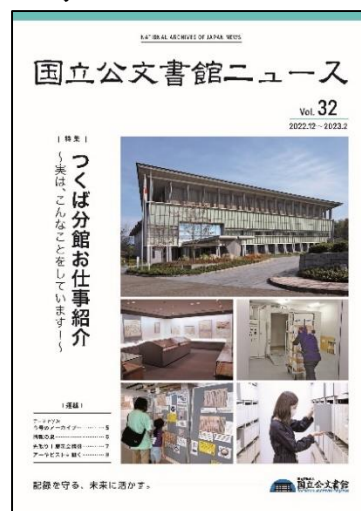 NATIONAL ARCHIVES OF JAPAN NEWS
国立公文書館ニュース
Vol. 32
2022.12～2023.2
｜特集｜
つくば分館お仕事紹介
～実は、こんなことをしています！～
｜連載｜
記録を守る、未来に活かす。
国立公文書館